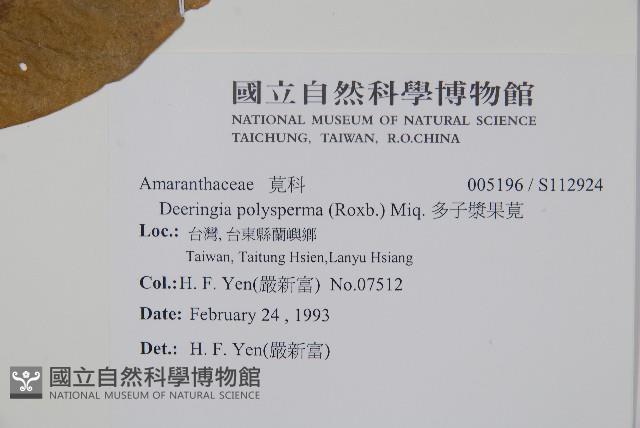 國立自然科學博物館
NATIONAL MUSEUM OF NATURAL SCIENCE
TAICHUNG, TAIWAN, R.O.CHINA
Amaranthaceae 莧科 005196 / S112924
Deeringia polysperma (Roxb.) Miq. 多子漿果莧
Loc.: 台灣, 台東縣蘭嶼鄉
Taiwan, Taitung Hsien,Lanyu Hsiang
Col.:H. F. Yen(嚴新富) No.07512
Date: February 24 , 1993
Det.: H. F. Yen(嚴新富)
國立自然科學博物館
NATIONAL MUSEUM OF NATURAL SCIENCE